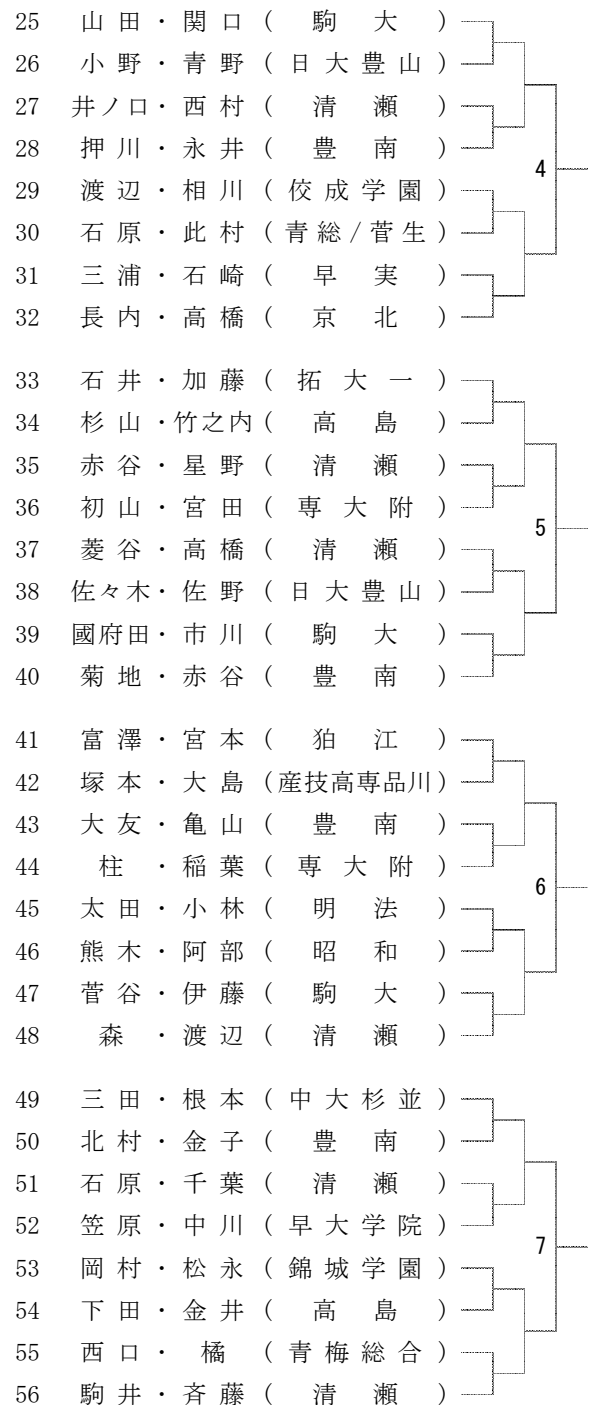 25 山田・関口（駒大）
26 小野・青野（日大豊山）
27 井ノ口・西村（清瀬）
28 押川・永井（豊南）
4
29 渡辺・相川（佼成学園）
30 石原・此村（青総/菅生）
31 三浦・石崎（早実）
32 長内・高橋（京北）
33 石井・加藤（拓大一）
34 杉山・竹之内（高島）
35 赤谷・星野（清瀬）
36 初山・宮田（専大附）
5
37 菱谷・高橋（清瀬）
38 佐々木・佐野（日大豊山）
39 國府田・市川（駒大）
40 菊地・赤谷（豊南）
41 富澤・宮本（狛江）
42 塚本・大島（産技高専品川）
43 大友・亀山（豊南）
44 柱・稲葉（専大附）
6
45 太田・小林（明法）
46 熊木・阿部（昭和）
47 菅谷・伊藤（駒大）
48 森・渡辺（清瀬）
49 三田・根本（中大杉並）
50 北村・金子（豊南）
51 石原・千葉（清瀬）
52 笠原・中川（早大学院）
7
53 岡村・松永（錦城学園）
54 下田・金井（高島）
55 西口・橘（青梅総合）
56 駒井・斉藤（清瀬）